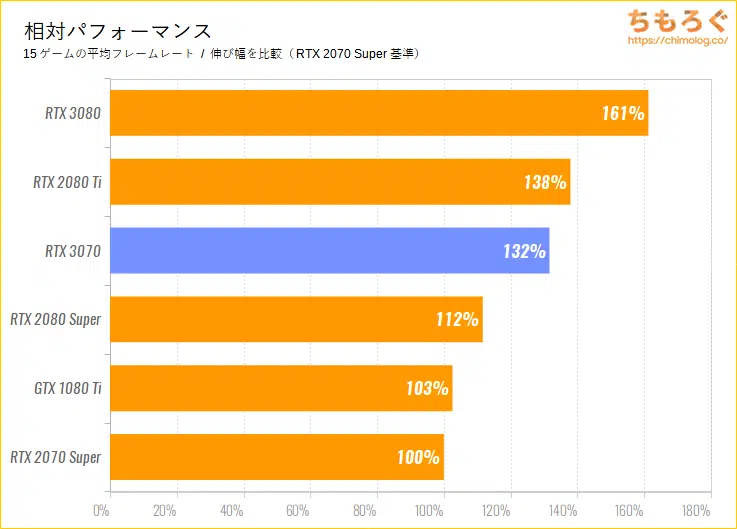 相対パフォーマンス
15 ゲームの平均フレームレート / 伸び幅を比較（RTX 2070 Super 基準）
ちもろぐ
https://chimolog.co/
RTX 3080 161%
RTX 2080 Ti 138%
RTX 3070 132%
RTX 2080 Super 112%
GTX 1080 Ti 103%
RTX 2070 Super 100%
0% 20% 40% 60% 80% 100% 120% 140% 160% 180%